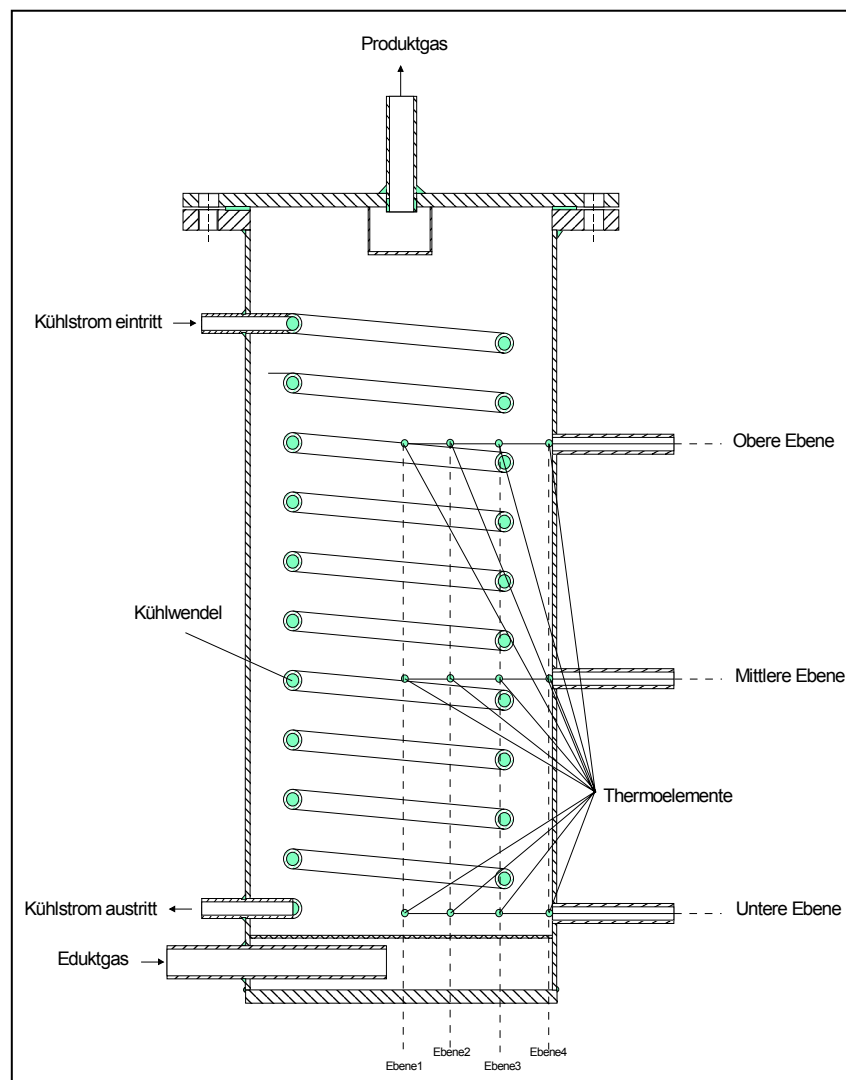 Produktgas
Kühlstrom eintritt
Obere Ebene
Kühlwendel
Mittlere Ebene
Thermoelemente
Kühlstrom austritt
Untere Ebene
Eduktgas
Ebene1
Ebene2
Ebene3
Ebene4